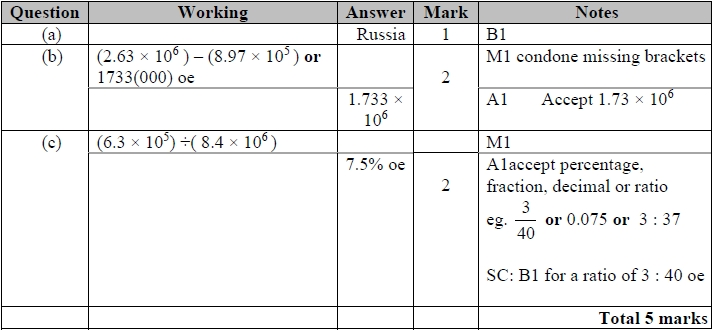 Question Working Answer Mark Notes
(a) Russia 1 B1
(b) (2.63 × 10⁶ ) – (8.97 × 10⁵ ) or M1 condone missing brackets
1733(000) oe 2
1.733 × A1 Accept 1.73 × 10⁶
10⁶
(c) (6.3 × 10⁵) ÷( 8.4 × 10⁶ ) M1
7.5% oe 2 A1accept percentage,
fraction, decimal or ratio
eg. 3/40 or 0.075 or 3 : 37
SC: B1 for a ratio of 3 : 40 oe
Total 5 marks